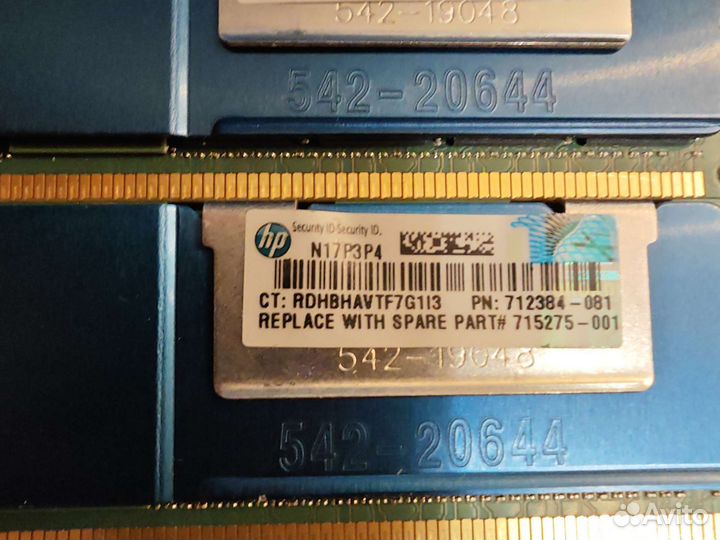 542-19048
542-20644
hp Security ID-Security ID.
N17P3P4
CT: RDHBHAVTF7G1I3 PN: 712384-081
REPLACE WITH SPARE PART# 715275-001
542-19048
542-20644
Avito